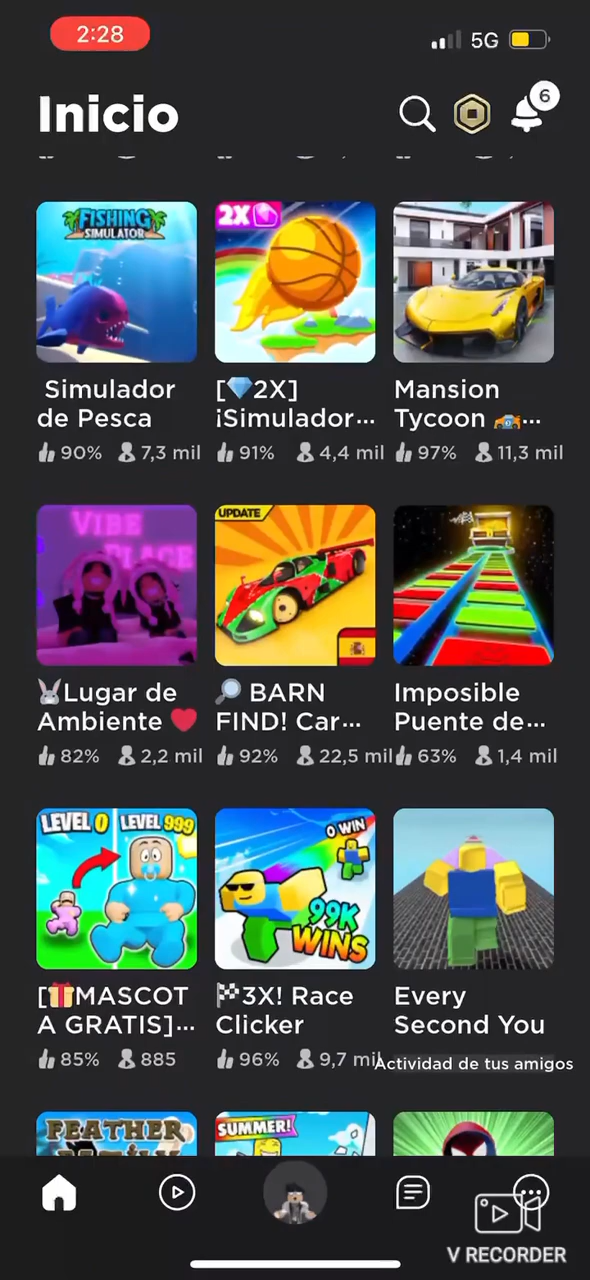 2:28
5G
Inicio
6
FISHING
SIMULATOR
2X
Simulador
de Pesca
90% 7,3 mil
[💎2X]
¡Simulador...
91% 4,4 mil
Mansion
Tycoon 🏎️...
97% 11,3 mil
VIBE
PLACE
UPDATE
🐰Lugar de
Ambiente ❤️
82% 2,2 mil
🔎 BARN
FIND! Car...
92% 22,5 mil
Imposible
Puente de...
63% 1,4 mil
LEVEL 0 LEVEL 999
0 WIN
99K
WINS
[🎁MASCOT
A GRATIS]...
85% 885
🏁3X! Race
Clicker
96% 9,7 mil
Every
Second You
Actividad de tus amigos
FEATHER
SUMMER!
V RECORDER